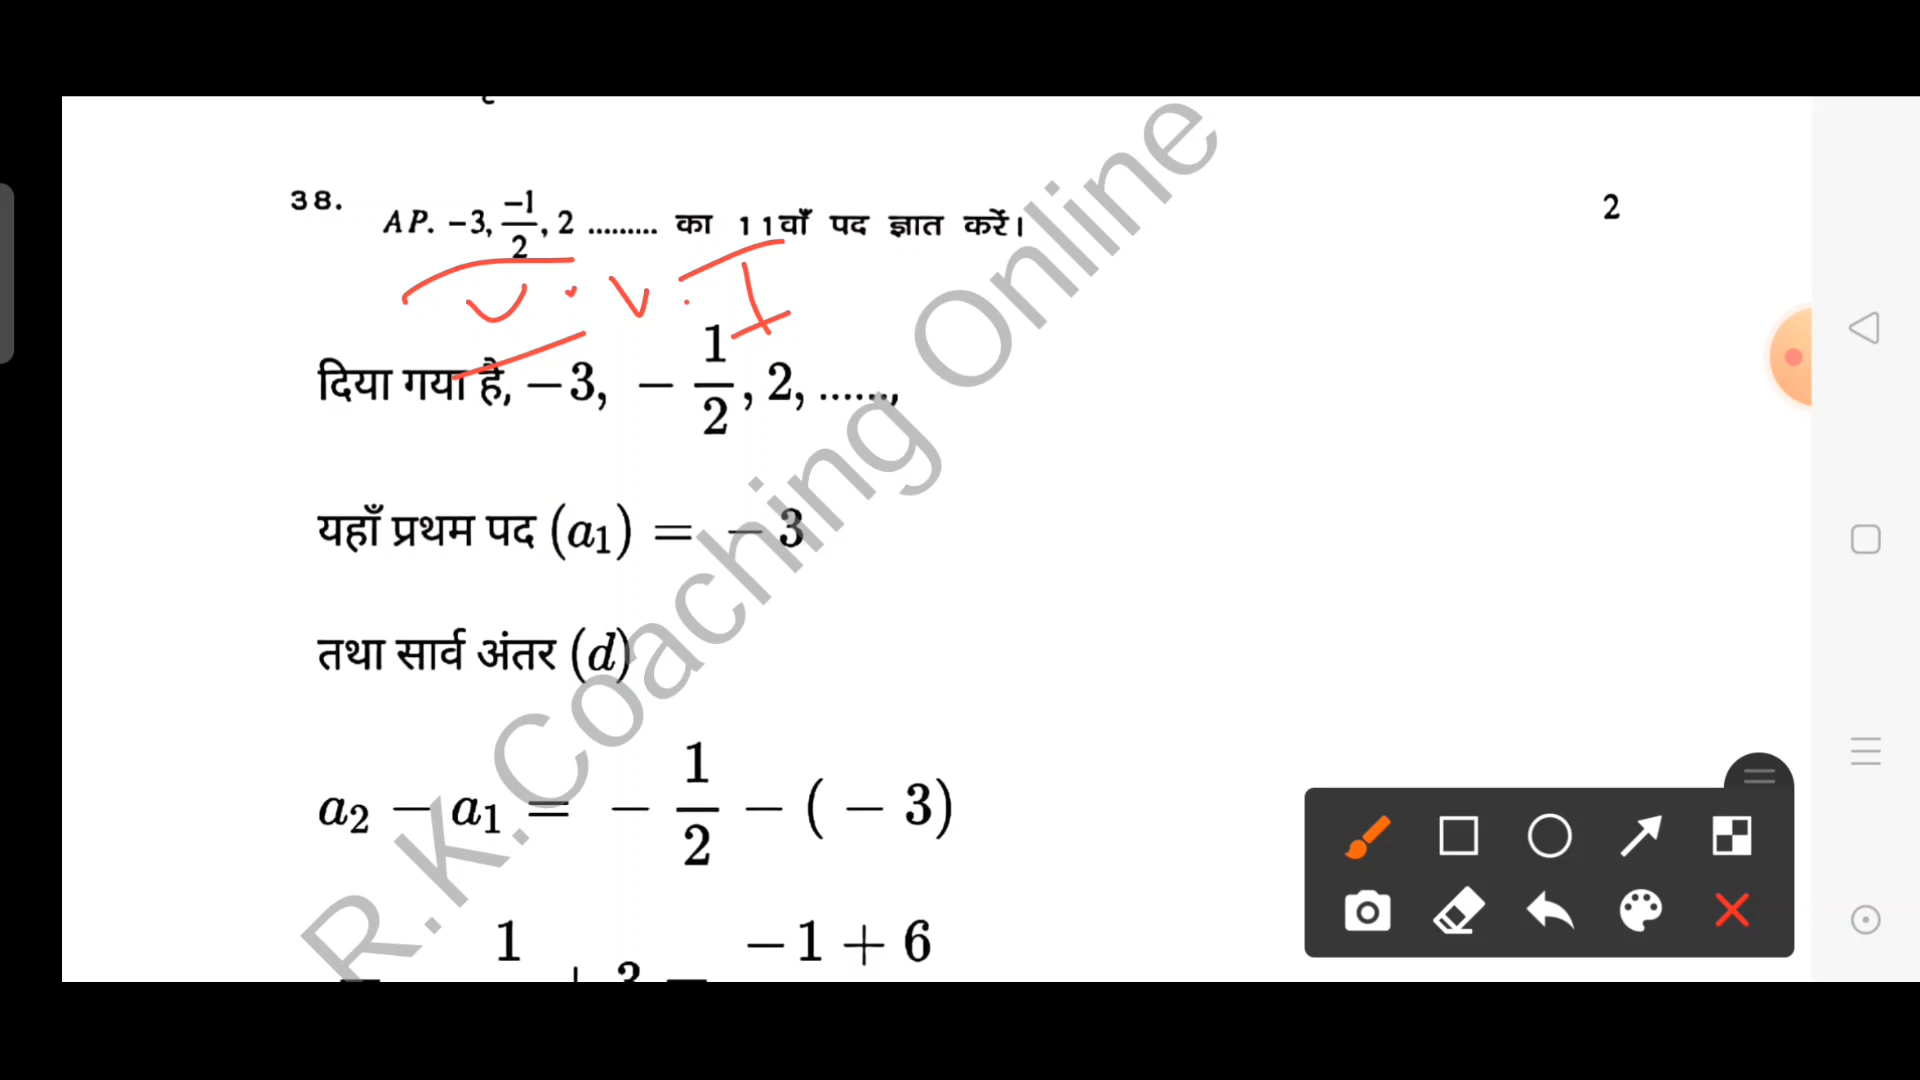 38. AP. -3, -1/2, 2 ......... का 11वाँ पद ज्ञात करें। 2
V.V.I
दिया गया है, -3, -1/2, 2, ......,
यहाँ प्रथम पद (a₁) = -3
तथा सार्व अंतर (d)
a₂ - a₁ = -1/2 - (-3)
1 + 3 = -1 + 6
R.K.Coaching Online